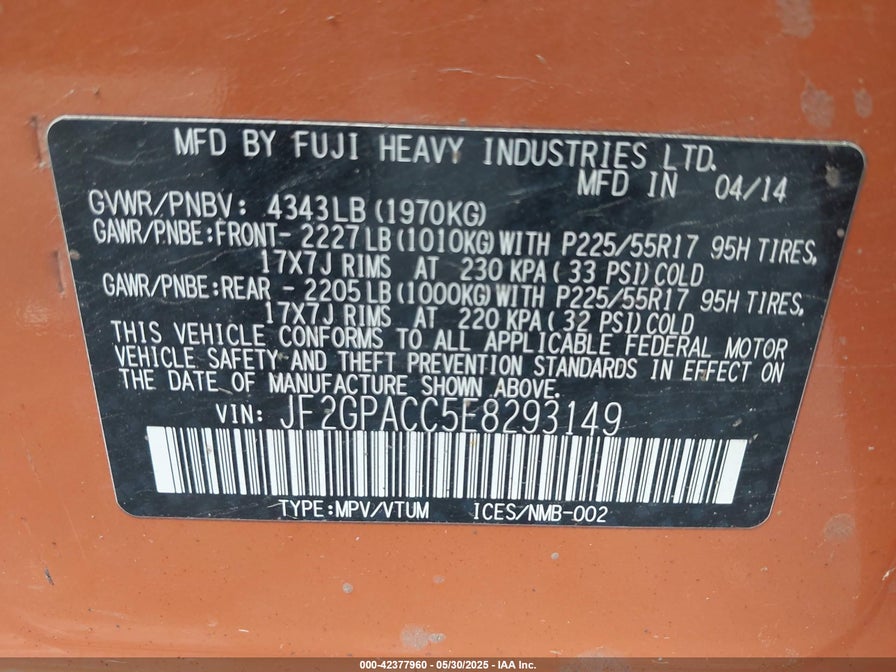 MFD BY FUJI HEAVY INDUSTRIES LTD.
MFD IN 04/14
GVWR/PNBV: 4343LB (1970KG)
GAWR/PNBE:FRONT- 2227LB (1010KG) WITH P225/55R17 95H TIRES,
17X7J RIMS AT 230 KPA (33 PSI) COLD
GAWR/PNBE:REAR - 2205LB (1000KG) WITH P225/55R17 95H TIRES,
17X7J RIMS AT 220 KPA (32 PSI) COLD
THIS VEHICLE CONFORMS TO ALL APPLICABLE FEDERAL MOTOR
VEHICLE SAFETY AND THEFT PREVENTION STANDARDS IN EFFECT ON
THE DATE OF MANUFACTURE SHOWN ABOVE.
VIN: JF2GPACC5E8293149
TYPE:MPV/VTUM ICES/NMB-002
000-42377960 - 05/30/2025 - IAA Inc.